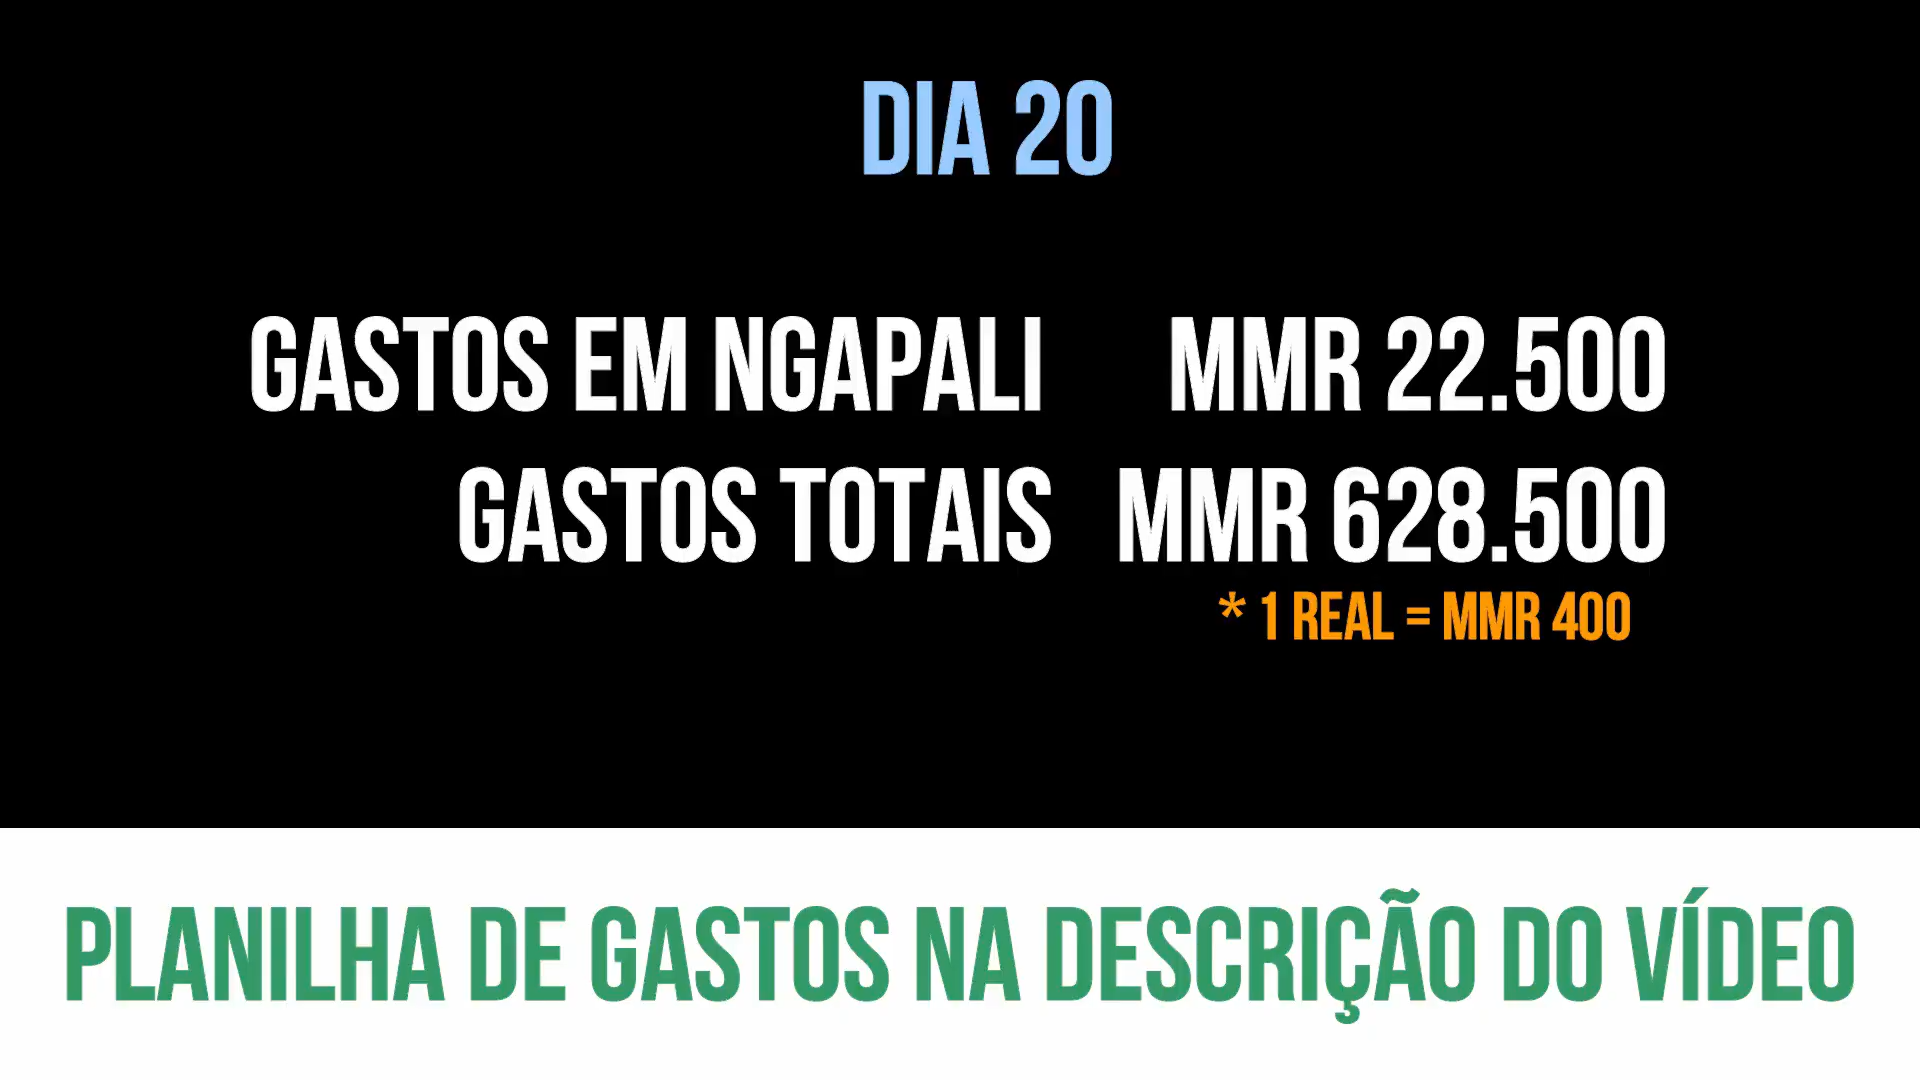 DIA 20
GASTOS EM NGAPALI MMR 22.500
GASTOS TOTAIS MMR 628.500
* 1 REAL = MMR 400
PLANILHA DE GASTOS NA DESCRIÇÃO DO VÍDEO